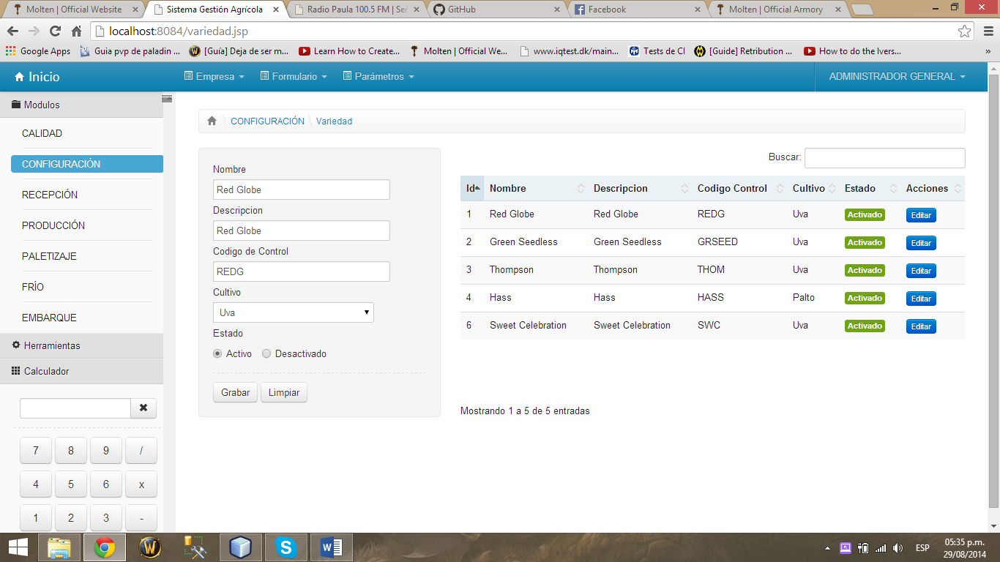 Molten | Official Website
Sistema Gestión Agrícola
Radio Paula 100.5 FM | Señ
GitHub
Facebook
Molten | Official Armory
localhost:8084/variedad.jsp
Google Apps
Guia pvp de paladin ...
[Guía] Deja de ser m...
Learn How to Create...
Molten | Official We...
www.iqtest.dk/main...
Tests de CI
[Guide] Retribution ...
How to do the Ivers...
»
Inicio
Empresa
Formulario
Parámetros
ADMINISTRADOR GENERAL
Modulos
CALIDAD
CONFIGURACIÓN
RECEPCIÓN
PRODUCCIÓN
PALETIZAJE
FRÍO
EMBARQUE
Herramientas
Calculador
7 8 9 /
4 5 6 x
1 2 3 -
CONFIGURACIÓN \ Variedad
Nombre
Red Globe
Descripcion
Red Globe
Codigo de Control
REDG
Cultivo
Uva
Estado
Activo Desactivado
Grabar Limpiar
Buscar:
Id Nombre Descripcion Codigo Control Cultivo Estado Acciones
1 Red Globe Red Globe REDG Uva Activado Editar
2 Green Seedless Green Seedless GRSEED Uva Activado Editar
3 Thompson Thompson THOM Uva Activado Editar
4 Hass Hass HASS Palto Activado Editar
6 Sweet Celebration Sweet Celebration SWC Uva Activado Editar
Mostrando 1 a 5 de 5 entradas
ESP
05:35 p.m.
29/08/2014